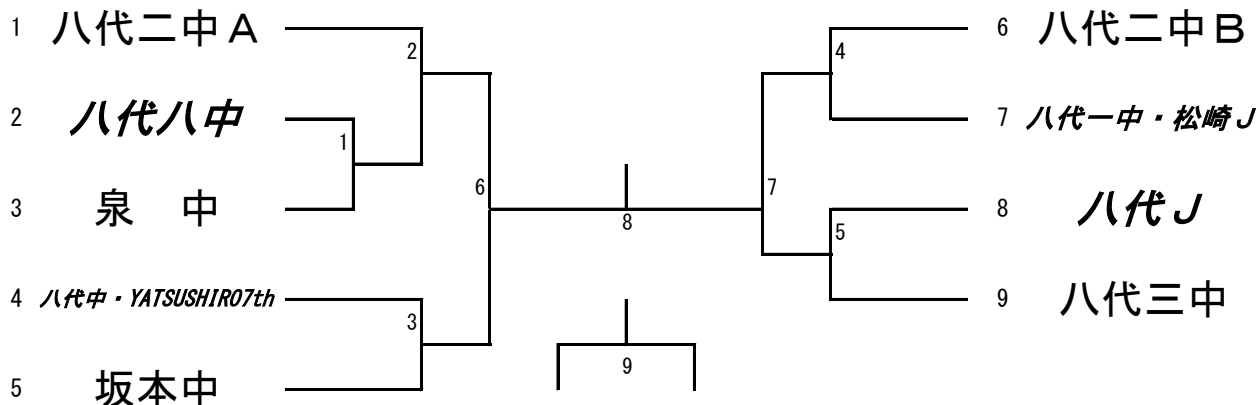 1 八代二中A
2
2 八代八中
1
3 泉　中
6
4 八代中・YATSUSHIRO7th
3
5 坂本中
8
9
6 八代二中B
4
7 八代一中・松崎J
7
8 八代J
5
9 八代三中